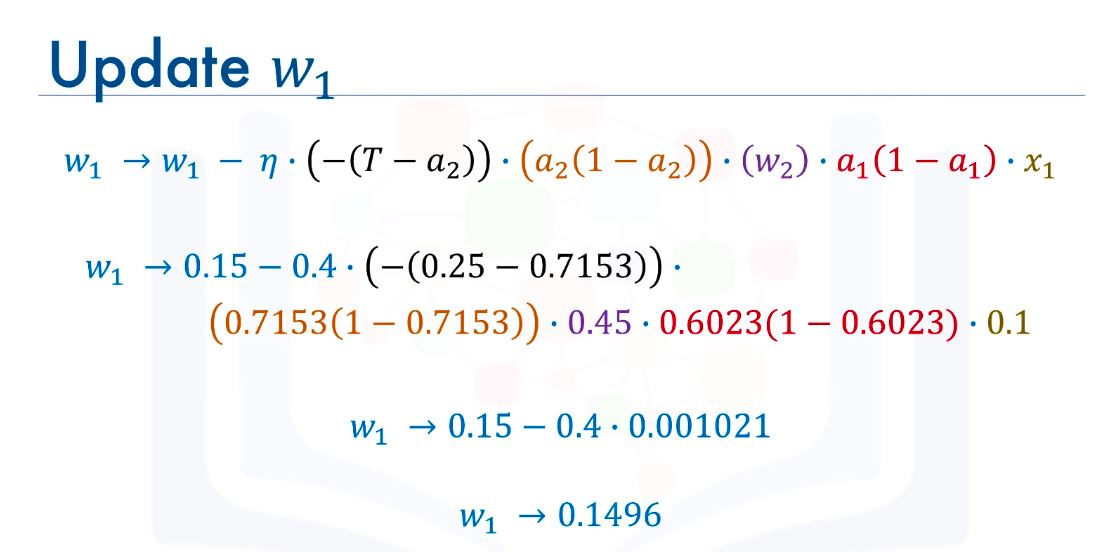 Update w₁
w₁ → w₁ − η · (−(T − a₂)) · (a₂(1 − a₂)) · (w₂) · a₁(1 − a₁) · x₁
w₁ → 0.15 − 0.4 · (−(0.25 − 0.7153)) ·
(0.7153(1 − 0.7153)) · 0.45 · 0.6023(1 − 0.6023) · 0.1
w₁ → 0.15 − 0.4 · 0.001021
w₁ → 0.1496